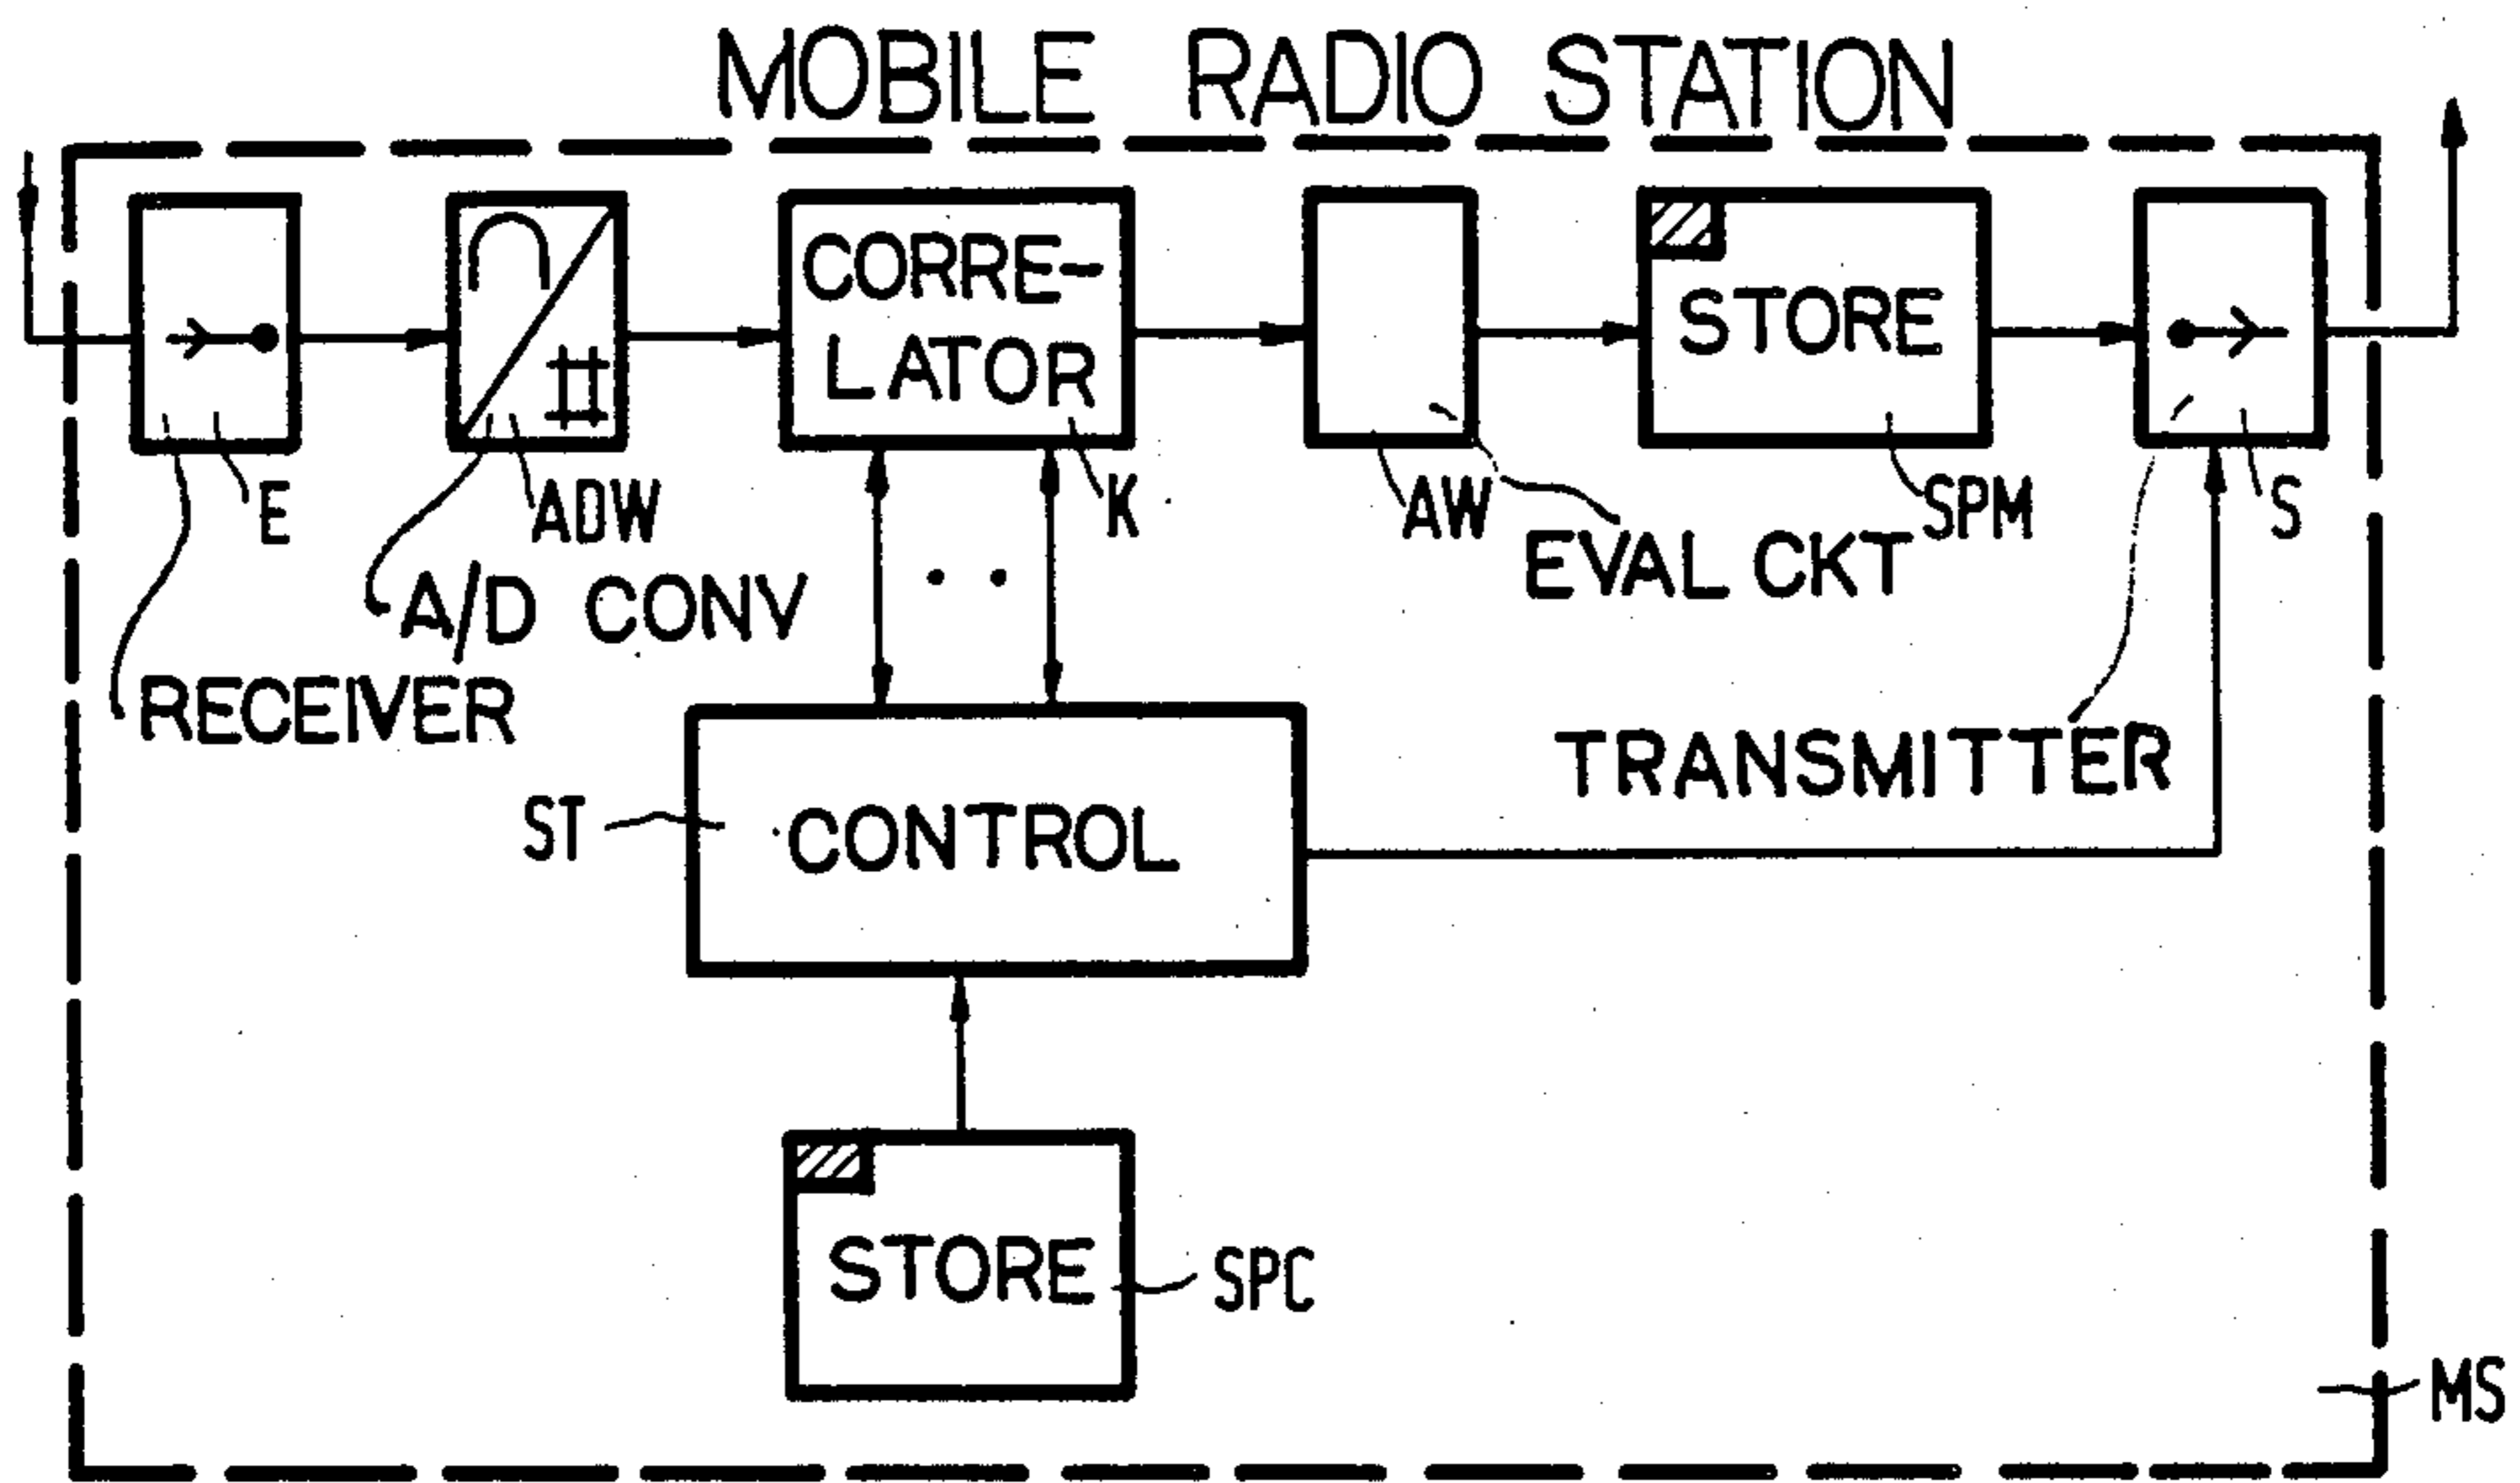 MOBILE RADIO STATION
CORRE-
LATOR
STORE
E
ADW
K
AW
SPM
S
A/D CONV
EVAL CKT
RECEIVER
TRANSMITTER
ST
CONTROL
STORE
SPC
MS